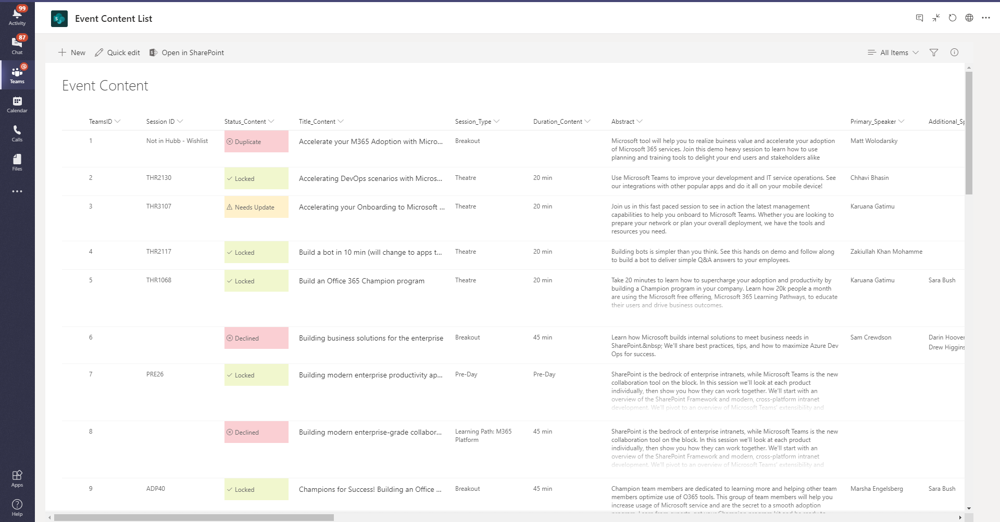 99
Activity
87
Chat
@
Teams
Calendar
Calls
Files
Apps
Help
S
Event Content List
New
Quick edit
S
Open in SharePoint
All Items
Event Content
TeamsID
Session ID
Status_Content
Title_Content
Session_Type
Duration_Content
Abstract
Primary_Speaker
Additional_Sp
1
Not in Hubb - Wishlist
Duplicate
Accelerate your M365 Adoption with Micro...
Breakout
Microsoft tool will help you to realize buiness value and accelerate your adoption
of Microsoft 365 services. Join this demo heavy session to learn how to use
planning and training tools to delight your end users and stakeholders alike
Matt Wolodarsky
2
THR2130
Locked
Accelerating DevOps scenarios with Micros...
Theatre
20 min
Use Microsoft Teams to improve your development and IT service operations. See
our integrations with other popular apps and do it all on your mobile device!
Chhavi Bhasin
3
THR3107
Needs Update
Accelerating your Onboarding to Microsoft ...
Theatre
20 min
Join us in this fast paced session to see in action the latest management
capabilities to help you onboard to Microsoft Teams. Whether you are looking to
prepare your network or plan your overall deployment, we have the tools and
resources you need.
Karuana Gatimu
4
THR2117
Locked
Build a bot in 10 min (will change to apps t...
Theatre
20 min
Building bots is simpler than you think. See this hands on demo and follow along
to build a bot to deliver simple Q&A answers to your employees.
Zakiullah Khan Mohamme
5
THR1068
Locked
Build an Office 365 Champion program
Theatre
20 min
Take 20 minutes to learn how to supercharge your adoption and productivity by
building a Champion program in your company. Learn how 20k people a month
are using the Microsoft free offering, Microsoft 365 Learning Pathways, to educate
their users and drive business outcomes.
Karuana Gatimu
Sara Bush
6
Declined
Building business solutions for the enterprise
Breakout
45 min
Learn how Microsoft builds internal solutions to meet business needs in
SharePoint.&nbsp; We'll share best practices, tips, and how to maximize Azure Dev
Ops for success.
Sam Crewdson
Darin Hoover
Drew Higgins
7
PRE26
Locked
Building modern enterprise productivity ap...
Pre-Day
Pre-Day
SharePoint is the bedrock of enterprise intranets, while Microsoft Teams is the new
collaboration tool on the block. In this session we'll look at each product
individually, then show you how they can work together. We'll start with an
overview of the SharePoint Framework and modern, cross-platform intranet
development. We'll pivot to an overview of Microsoft Teams' extensibility and
8
Declined
Building modern enterprise-grade collabor...
Learning Path: M365
Platform
45 min
SharePoint is the bedrock of enterprise intranets, while Microsoft Teams is the new
collaboration tool on the block. In this session we'll look at each product
individually, then show you how they can work together. We'll start with an
overview of the SharePoint Framework and modern, cross-platform intranet
development. We'll pivot to an overview of Microsoft Teams' extensibility and
9
ADP40
Locked
Champions for Success! Building an Office ...
Breakout
45 min
Champion team members are dedicated to learning more and helping other team
members optimize use of O365 tools. This group of team members will help you
increase usage of Microsoft service and are the secret to a smooth adoption
Marsha Engelsberg
Sara Bush